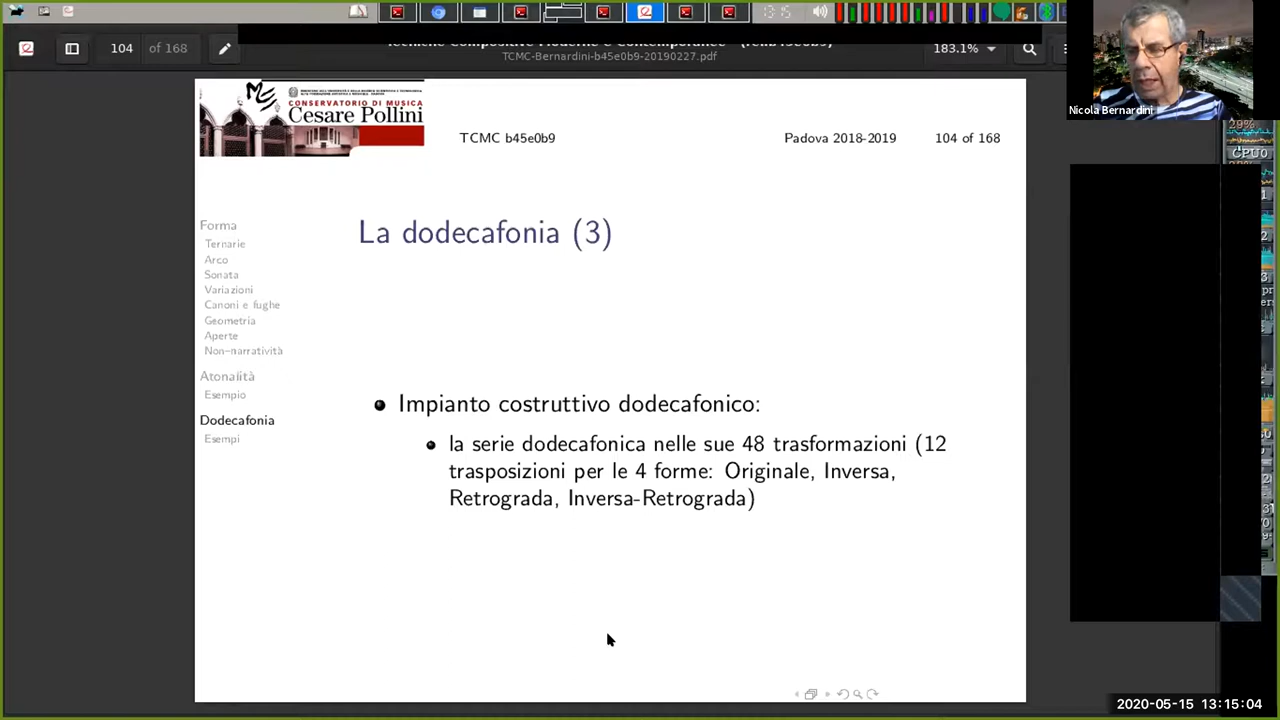 104 of 168
183.1%
TCMC-Bernardini-b45e0b9-20190227.pdf
Nicola Bernardini
CONSERVATORIO DI MUSICA
Cesare Pollini
TCMC b45e0b9
Padova 2018-2019
104 of 168
CPU0
Forma
Ternarie
Arco
Sonata
Variazioni
Canoni e fughe
Geometria
Aperte
Non-narratività
Atonalità
Esempio
Dodecafonia
Esempi
La dodecafonia (3)
Impianto costruttivo dodecafonico:
la serie dodecafonica nelle sue 48 trasformazioni (12
trasposizioni per le 4 forme: Originale, Inversa,
Retrograda, Inversa-Retrograda)
2020-05-15 13:15:04